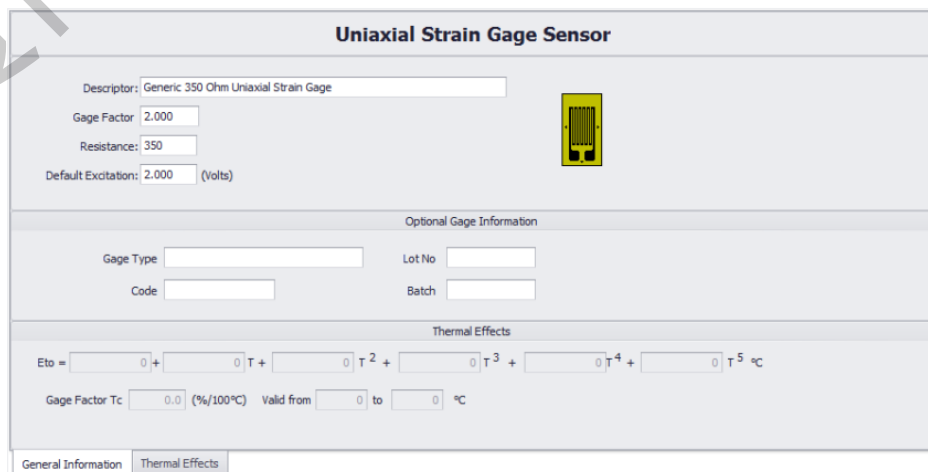 Uniaxial Strain Gage Sensor
Descriptor: Generic 350 Ohm Uniaxial Strain Gage
Gage Factor 2.000
Resistance: 350
Default Excitation: 2.000 (Volts)
Optional Gage Information
Gage Type Lot No
Code Batch
Thermal Effects
Eto = 0 + 0 T + 0 T 2 + 0 T 3 + 0 T 4 + 0 T 5 ºC
Gage Factor Tc 0.0 (%/100ºC) Valid from 0 to 0 ºC
General Information Thermal Effects